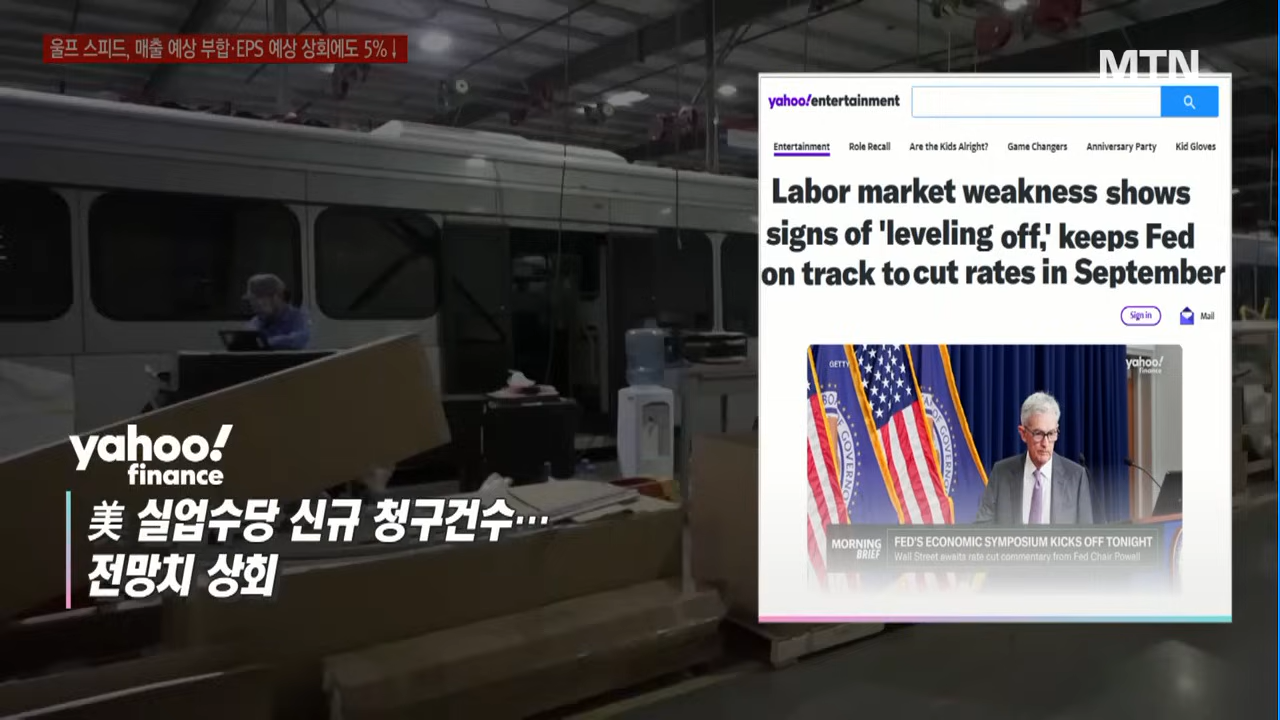 울프 스피드, 매출 예상 부합·EPS 예상 상회에도 5%↓
MTN
yahoo!entertainment
Entertainment Role Recall Are the Kids Alright? Game Changers Anniversary Party Kid Gloves
Labor market weakness shows
signs of 'leveling off,' keeps Fed
on track to cut rates in September
Sign in Mail
GETTY
yahoo!
finance
MORNING
BRIEF
FED'S ECONOMIC SYMPOSIUM KICKS OFF TONIGHT
Wall Street awaits rate cut commentary from Fed Chair Powell
yahoo!
finance
美 실업수당 신규 청구건수…
전망치 상회